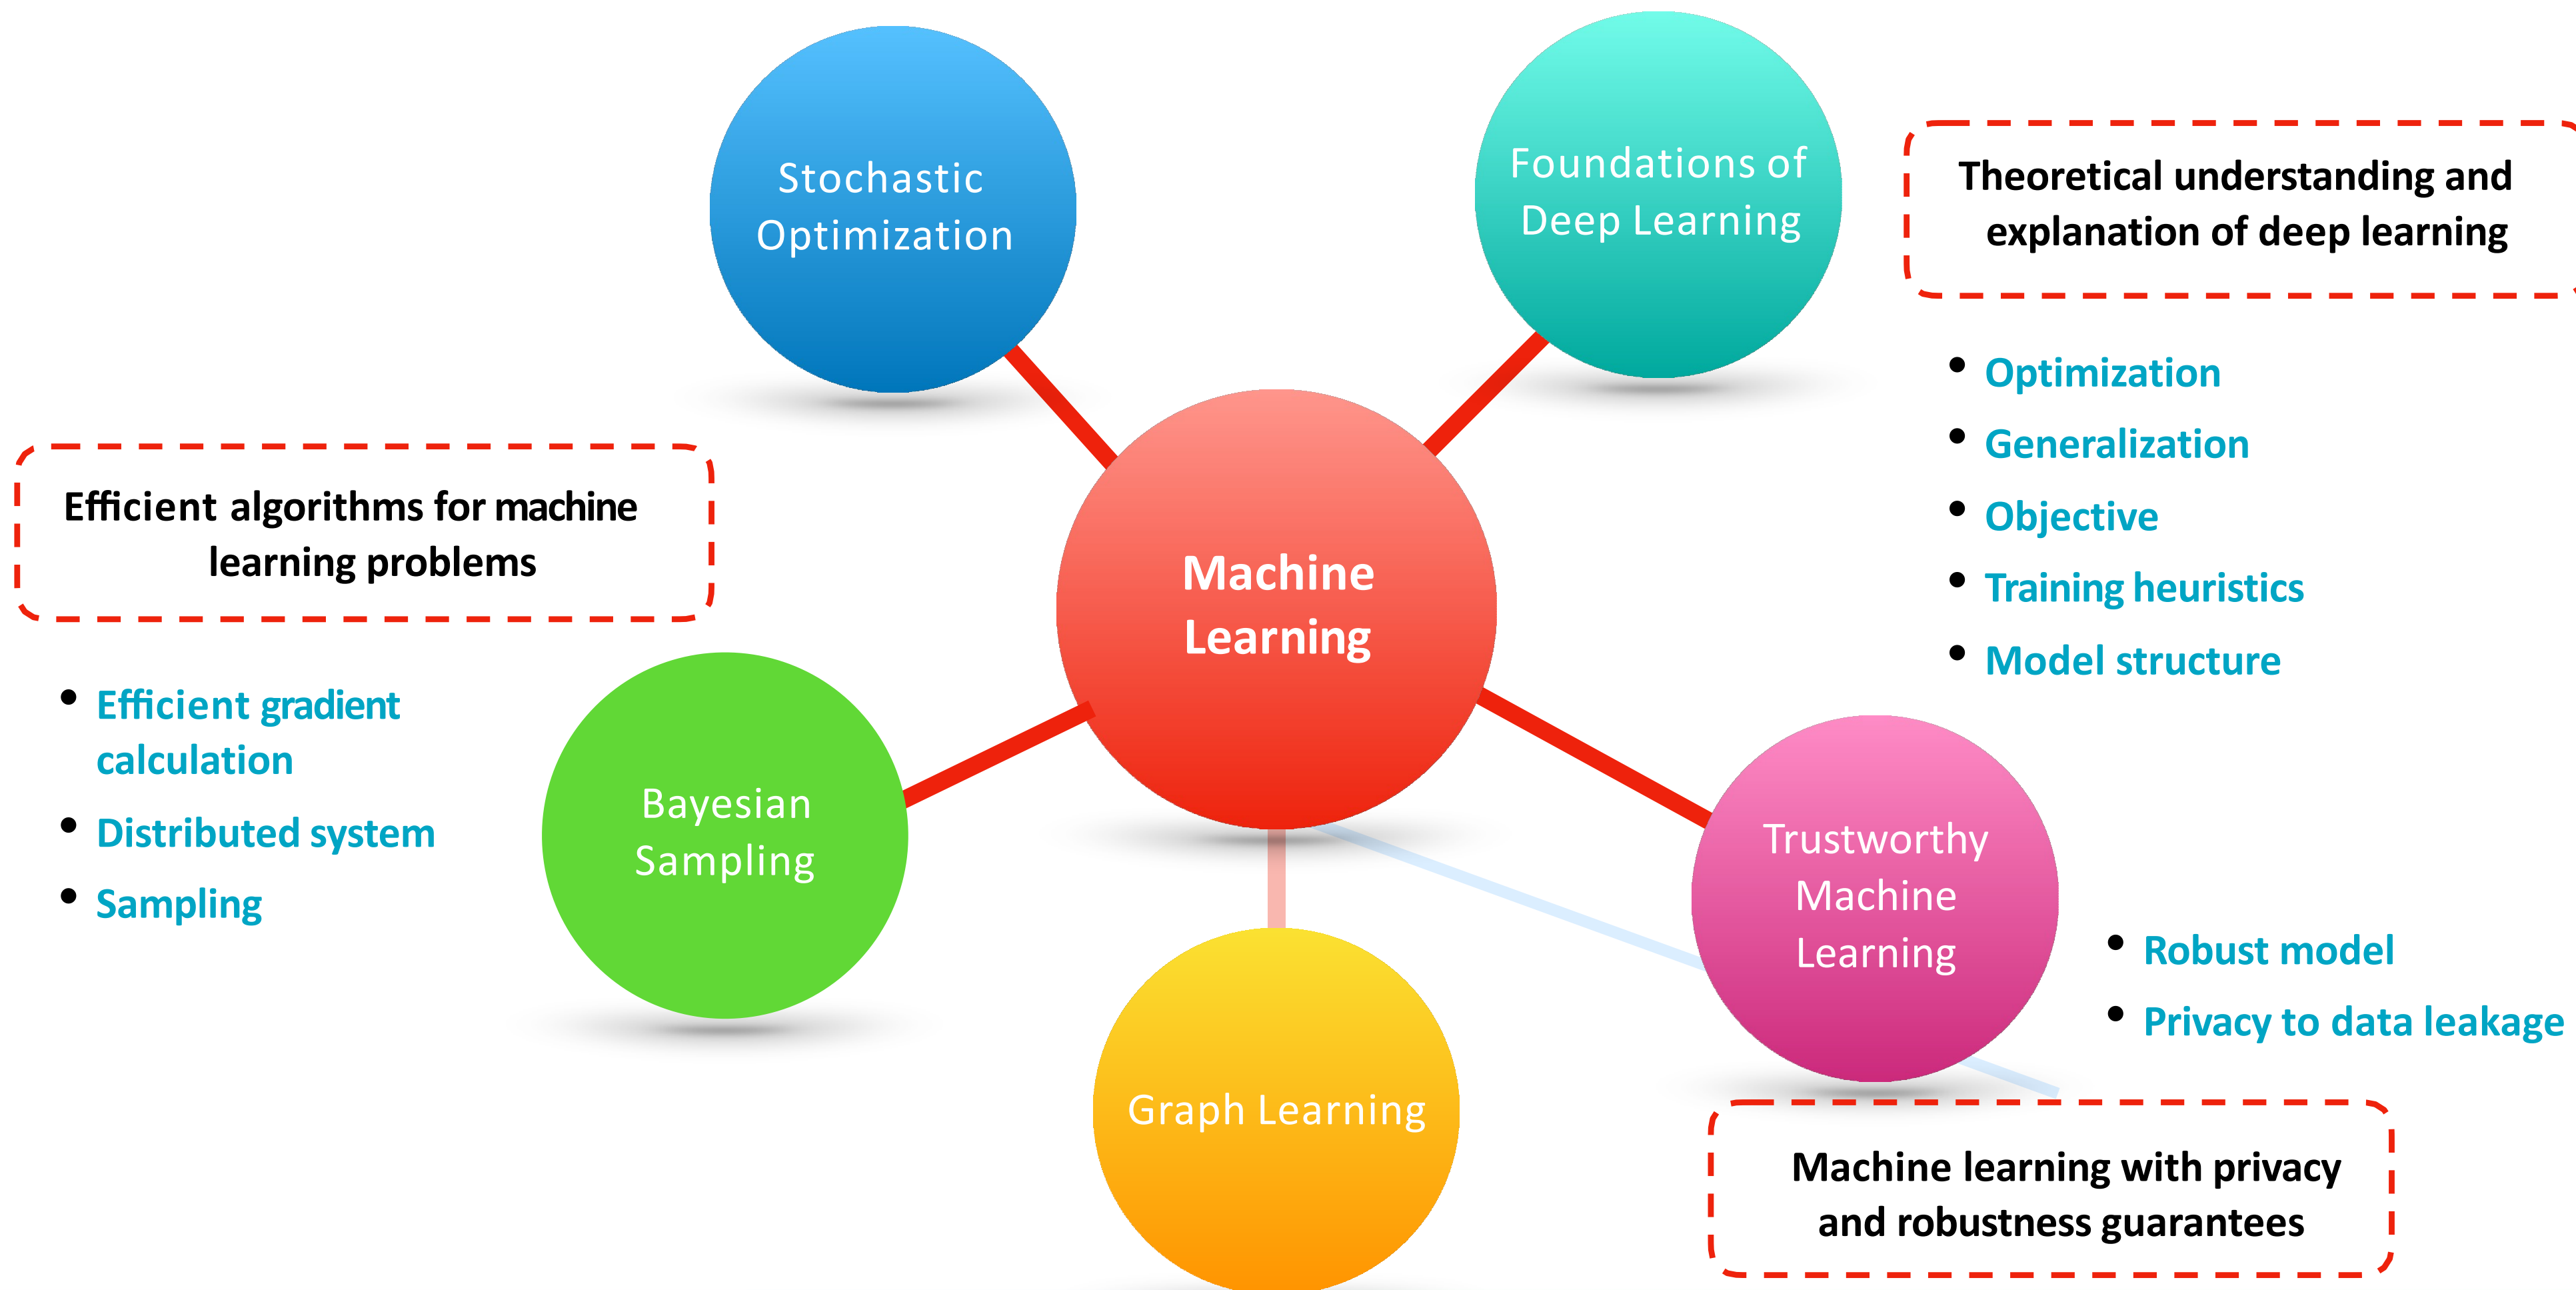 Stochastic
Optimization
Foundations of
Deep Learning
Theoretical understanding and
explanation of deep learning
• Optimization
• Generalization
• Objective
• Training heuristics
• Model structure
Efficient algorithms for machine
learning problems
• Efficient gradient
calculation
• Distributed system
• Sampling
Machine
Learning
Bayesian
Sampling
Trustworthy
Machine
Learning
• Robust model
• Privacy to data leakage
Graph Learning
Machine learning with privacy
and robustness guarantees